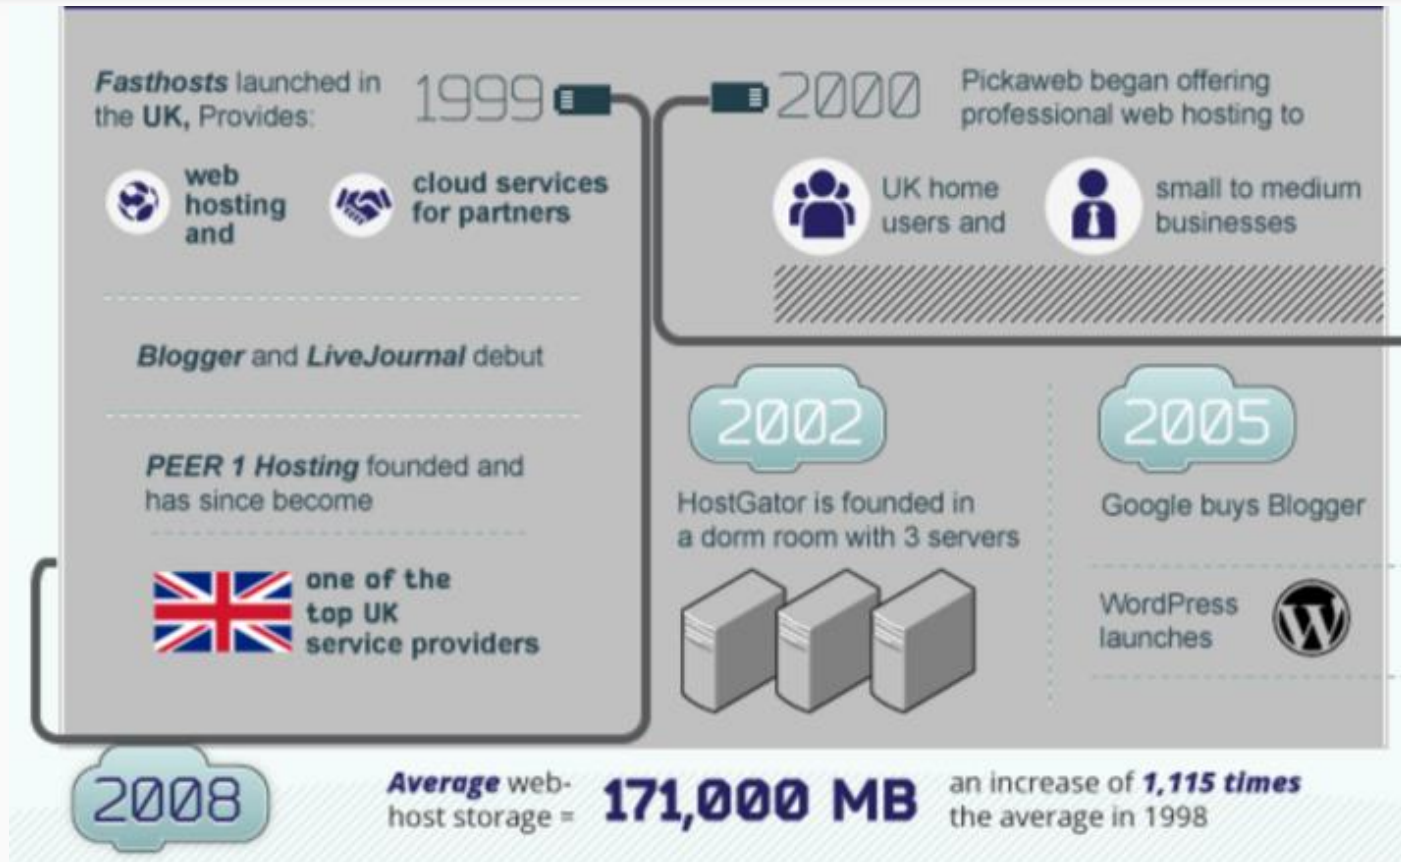 Fasthosts launched in
the UK, Provides:
1999
web
hosting
and
cloud services
for partners
Blogger and LiveJournal debut
PEER 1 Hosting founded and
has since become
one of the
top UK
service providers
2000
Pickaweb began offering
professional web hosting to
UK home
users and
small to medium
businesses
2002
HostGator is founded in
a dorm room with 3 servers
2005
Google buys Blogger
WordPress
launches
W
2008
Average web-
host storage =
171,000 MB
an increase of 1,115 times
the average in 1998